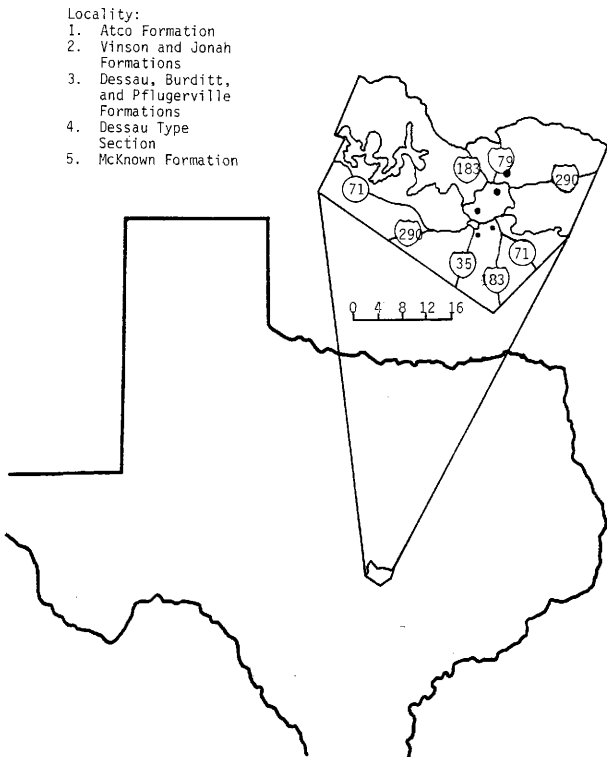 Locality:
1. Atco Formation
2. Vinson and Jonah
Formations
3. Dessau, Burditt,
and Pflugerville
Formations
4. Dessau Type
Section
5. McKnown Formation
183
79
290
71
290
35
71
183
0 4 8 12 16